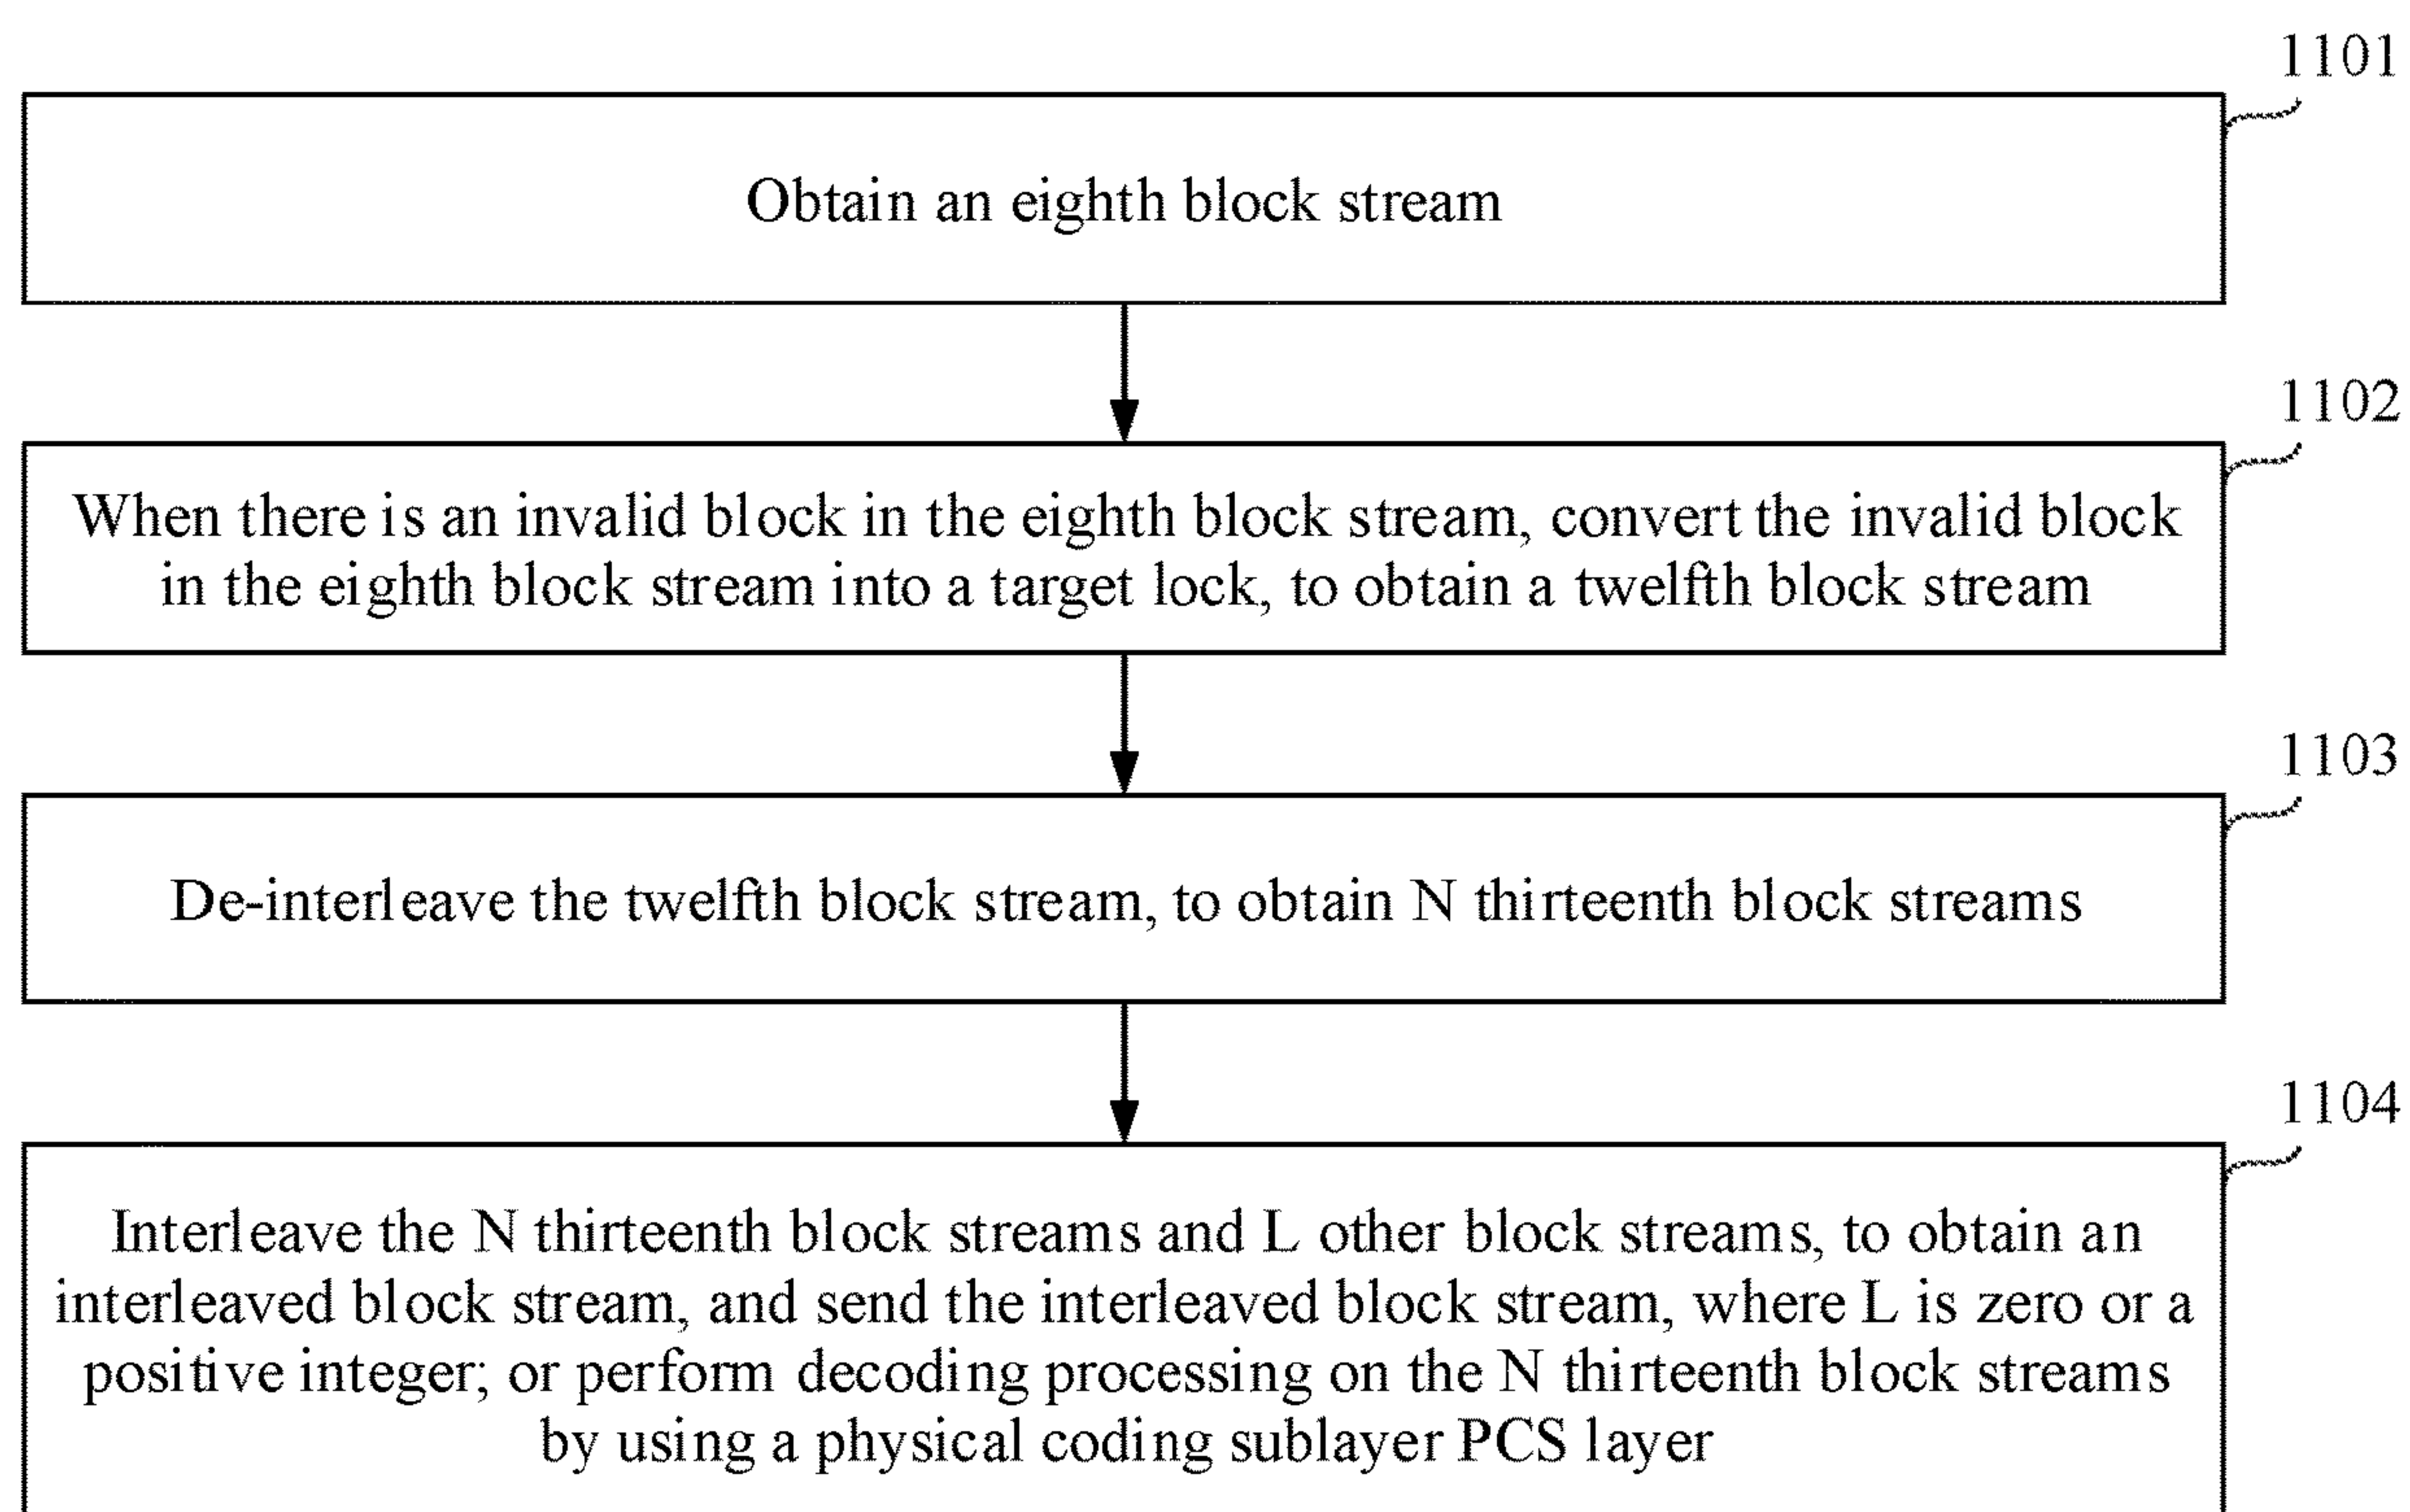 1101
Obtain an eighth block stream
1102
When there is an invalid block in the eighth block stream, convert the invalid block
in the eighth block stream into a target lock, to obtain a twelfth block stream
1103
De-interleave the twelfth block stream, to obtain N thirteenth block streams
1104
Interleave the N thirteenth block streams and L other block streams, to obtain an
interleaved block stream, and send the interleaved block stream, where L is zero or a
positive integer; or perform decoding processing on the N thirteenth block streams
by using a physical coding sublayer PCS layer